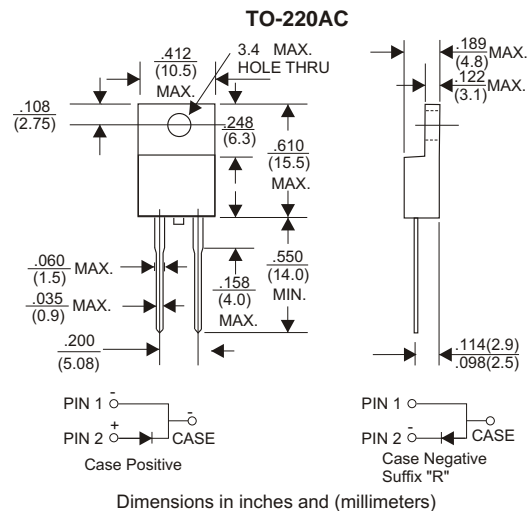 TO-220AC
.412
(10.5)
MAX.
3.4 MAX.
HOLE THRU
.189
(4.8)
MAX.
.122
(3.1)
MAX.
.108
(2.75)
.248
(6.3)
.610
(15.5)
MAX.
.060
(1.5)
MAX.
.035
(0.9)
MAX.
.158
(4.0)
MAX.
.550
(14.0)
MIN.
.200
(5.08)
.114(2.9)
.098(2.5)
PIN 1 -
PIN 2 +
-
CASE
Case Positive
PIN 1
PIN 2 -
CASE
Case Negative
Suffix "R"
Dimensions in inches and (millimeters)